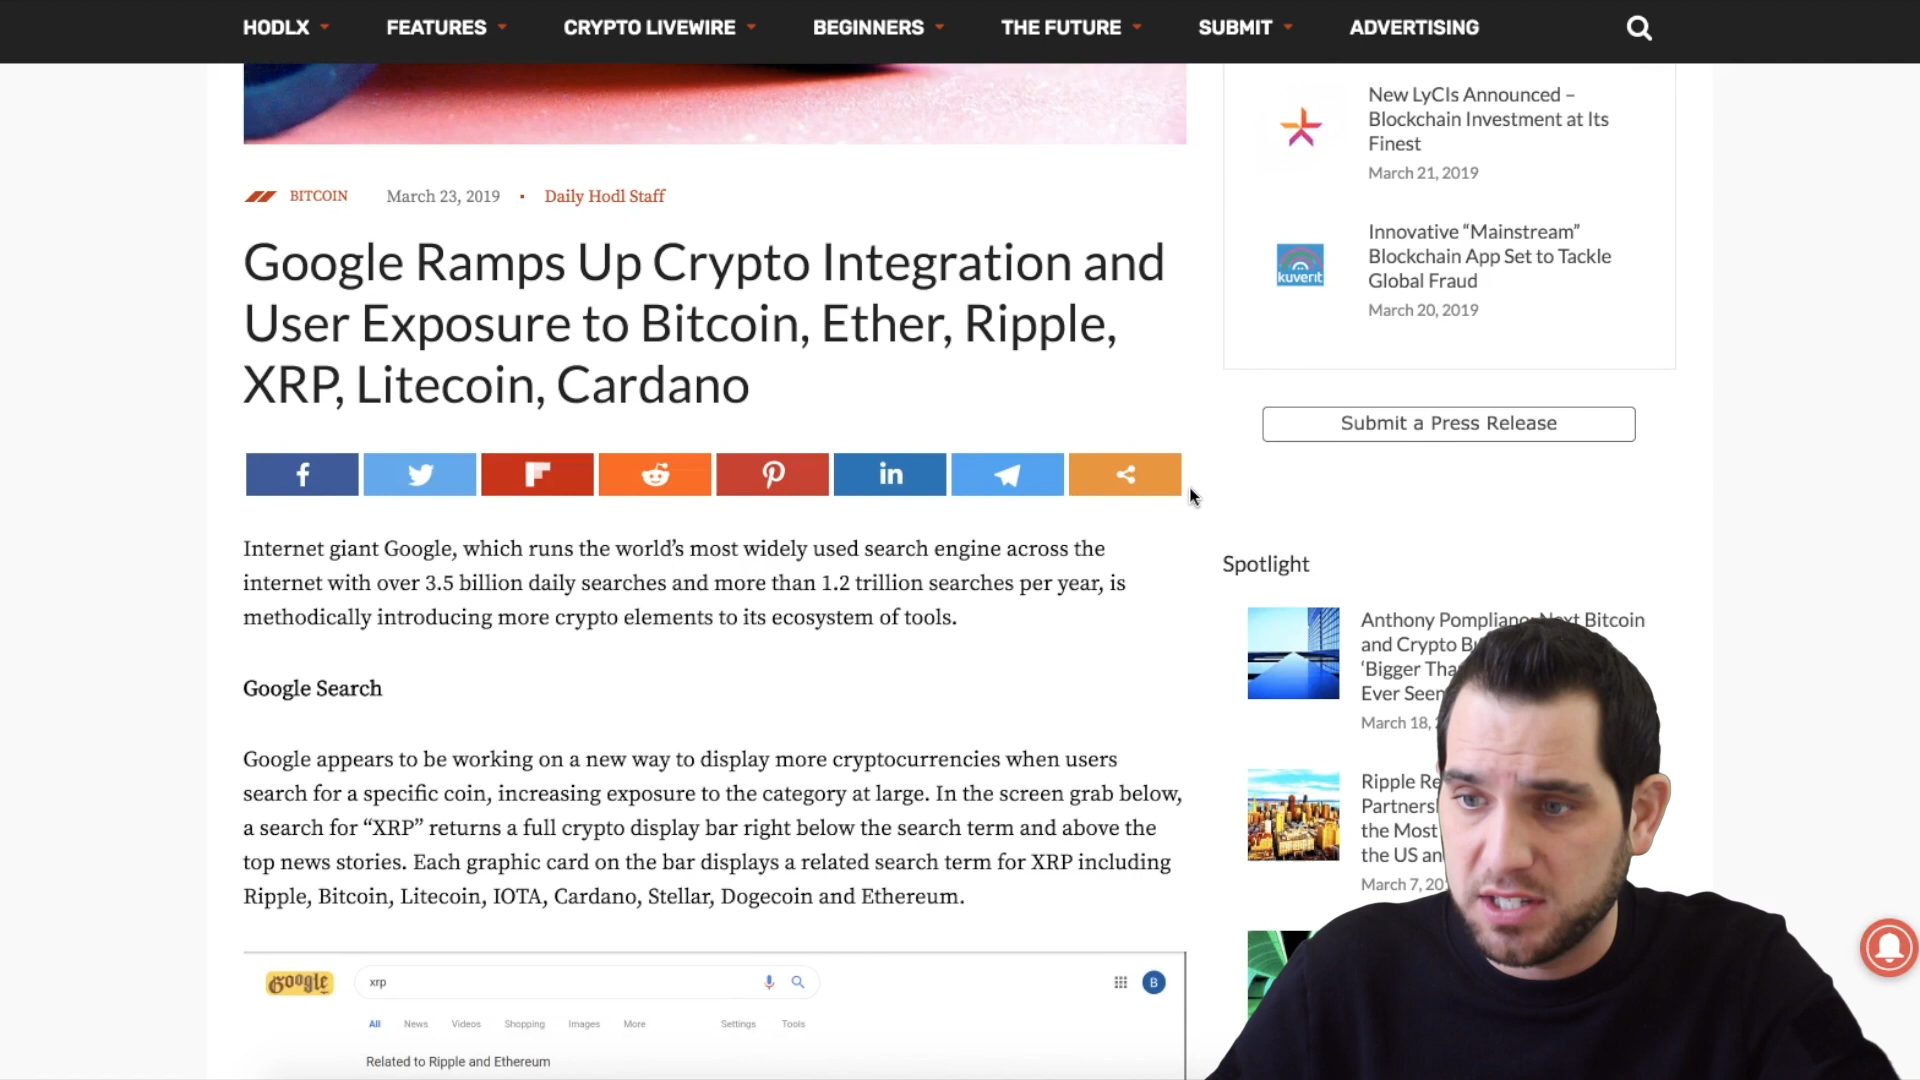 HODLX
FEATURES
CRYPTO LIVEWIRE
BEGINNERS
THE FUTURE
SUBMIT
ADVERTISING
BITCOIN
March 23, 2019
Daily Hodl Staff
Google Ramps Up Crypto Integration and
User Exposure to Bitcoin, Ether, Ripple,
XRP, Litecoin, Cardano
Internet giant Google, which runs the world’s most widely used search engine across the
internet with over 3.5 billion daily searches and more than 1.2 trillion searches per year, is
methodically introducing more crypto elements to its ecosystem of tools.
Google Search
Google appears to be working on a new way to display more cryptocurrencies when users
search for a specific coin, increasing exposure to the category at large. In the screen grab below,
a search for “XRP” returns a full crypto display bar right below the search term and above the
top news stories. Each graphic card on the bar displays a related search term for XRP including
Ripple, Bitcoin, Litecoin, IOTA, Cardano, Stellar, Dogecoin and Ethereum.
Google
xrp
B
All
News
Videos
Shopping
Images
More
Settings
Tools
Related to Ripple and Ethereum
New LyCIs Announced –
Blockchain Investment at Its
Finest
March 21, 2019
kuverit
Innovative “Mainstream”
Blockchain App Set to Tackle
Global Fraud
March 20, 2019
Submit a Press Release
Spotlight
Anthony Pompliano: Next Bitcoin
and Crypto
‘Bigger
Ever Seen
March 18,
Ripple
the Most
the US
March 7,